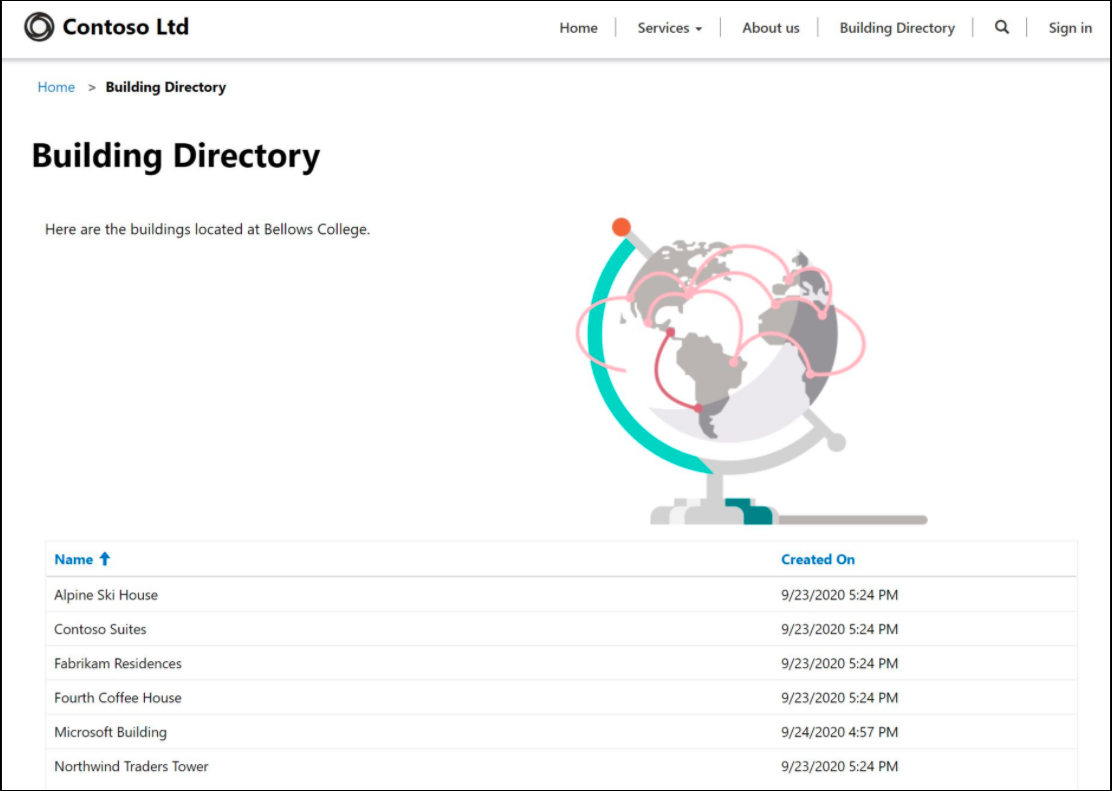 Contoso Ltd Home Services About us Building Directory Sign in
Home > Building Directory
Building Directory
Here are the buildings located at Bellows College.
Name Created On
Alpine Ski House 9/23/2020 5:24 PM
Contoso Suites 9/23/2020 5:24 PM
Fabrikam Residences 9/23/2020 5:24 PM
Fourth Coffee House 9/23/2020 5:24 PM
Microsoft Building 9/24/2020 4:57 PM
Northwind Traders Tower 9/23/2020 5:24 PM